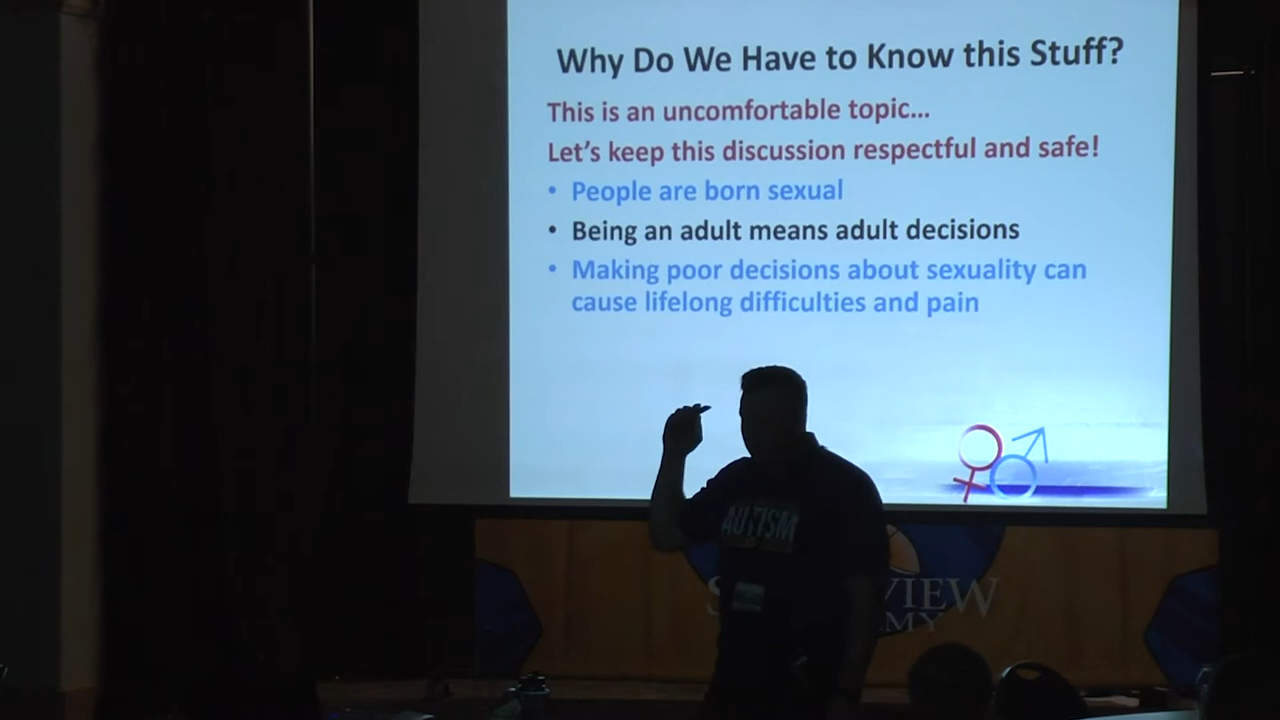 Why Do We Have to Know this Stuff?
This is an uncomfortable topic...
Let's keep this discussion respectful and safe!
• People are born sexual
• Being an adult means adult decisions
• Making poor decisions about sexuality can
cause lifelong difficulties and pain
AUTISM